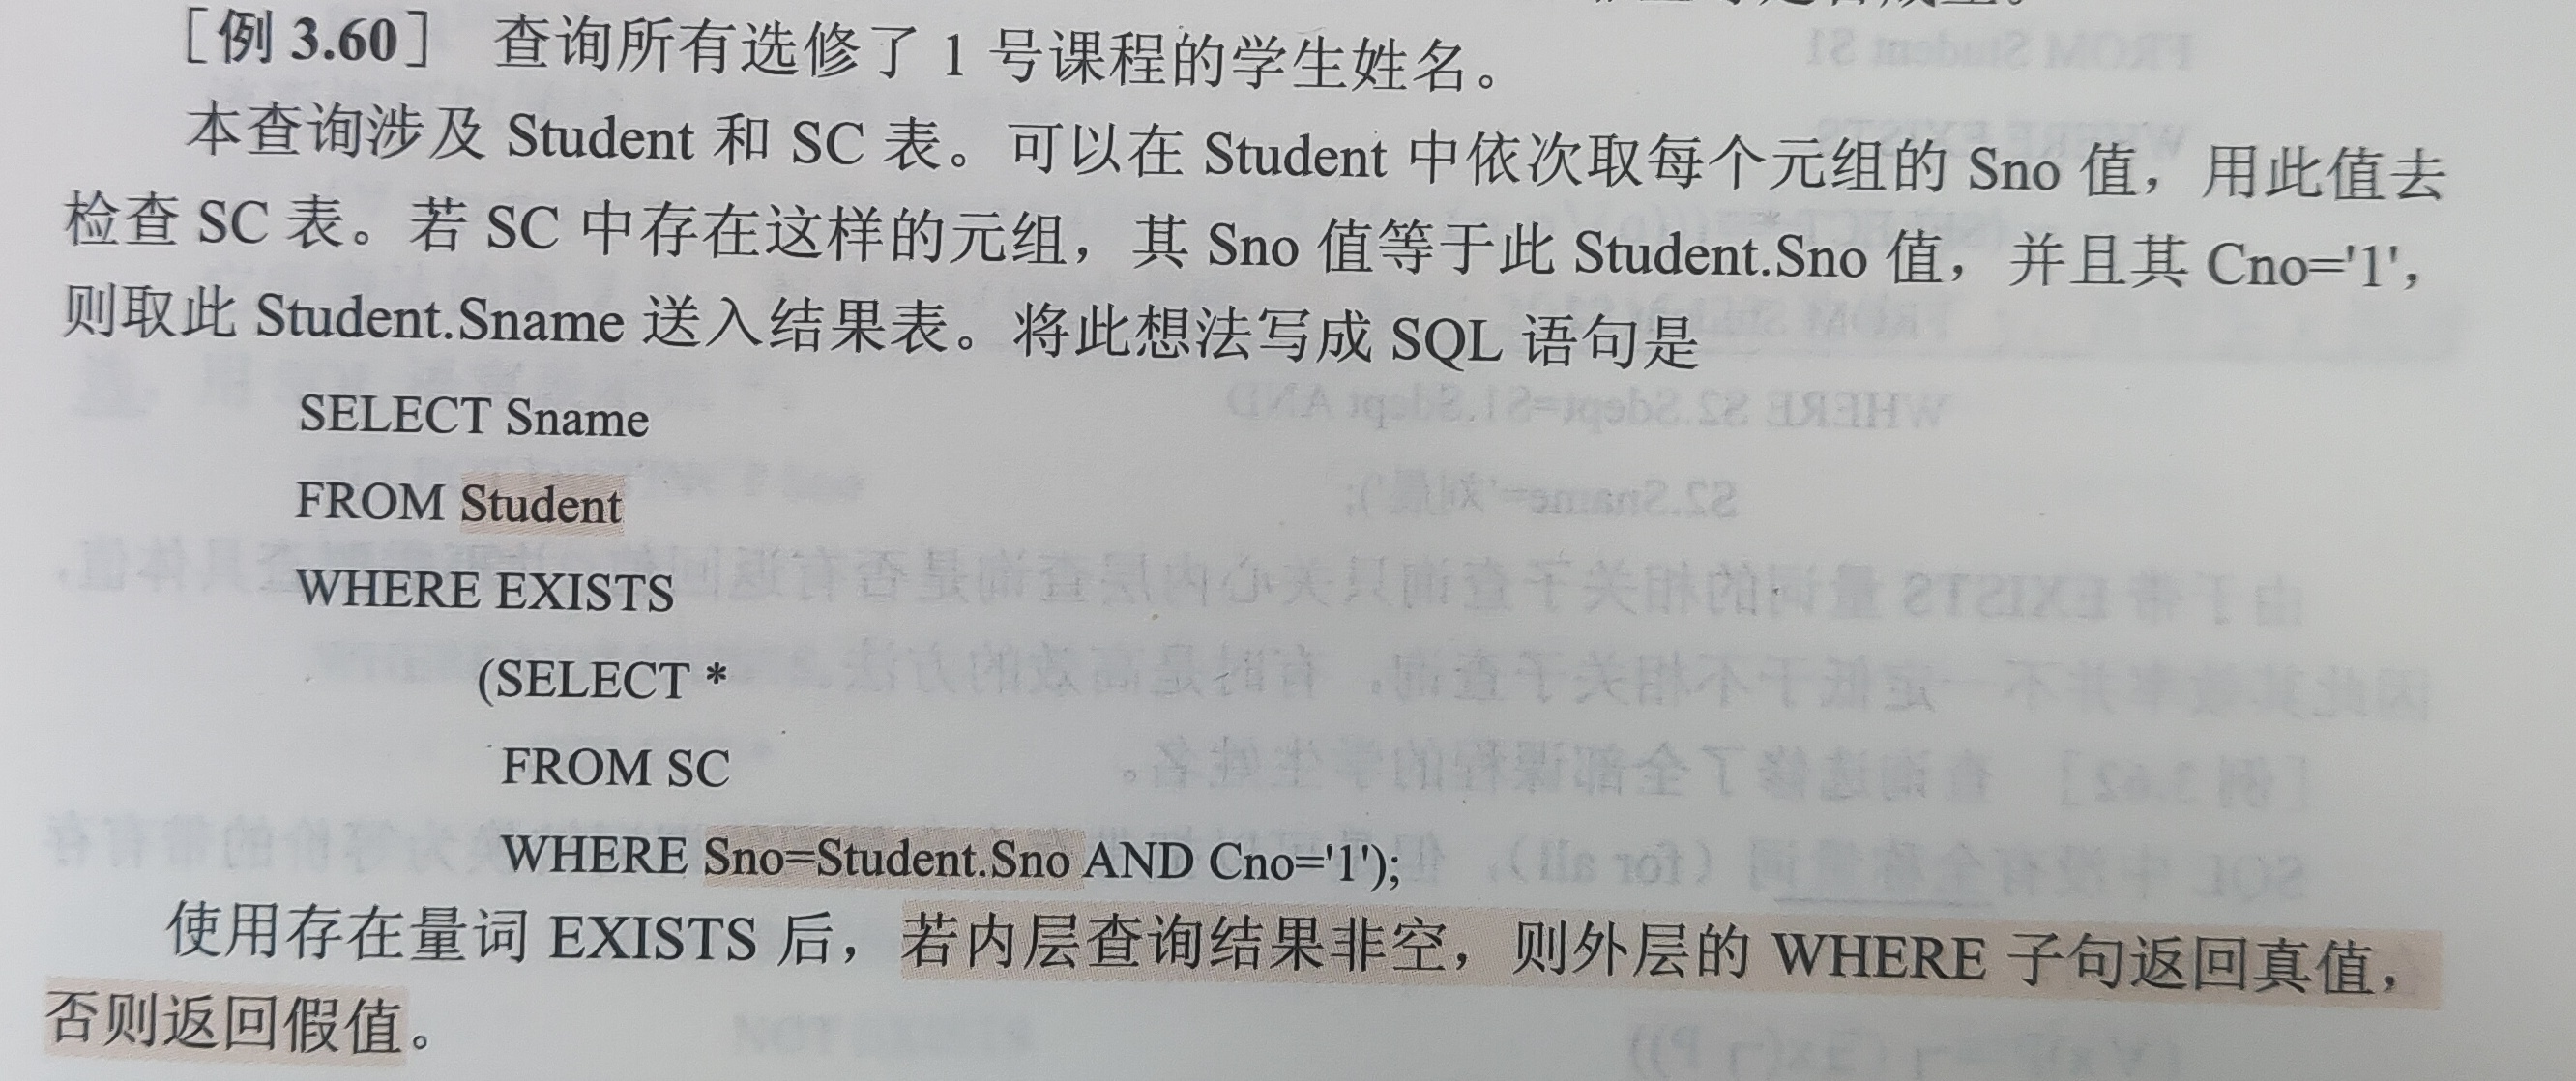 ［例 3.60］ 查询所有选修了 1 号课程的学生姓名。
本查询涉及 Student 和 SC 表。可以在 Student 中依次取每个元组的 Sno 值，用此值去
检查 SC 表。若 SC 中存在这样的元组，其 Sno 值等于此 Student.Sno 值，并且其 Cno='1'，
则取此 Student.Sname 送入结果表。将此想法写成 SQL 语句是
SELECT Sname
FROM Student
WHERE EXISTS
(SELECT *
FROM SC
WHERE Sno=Student.Sno AND Cno='1');
使用存在量词 EXISTS 后，若内层查询结果非空，则外层的 WHERE 子句返回真值，
否则返回假值。